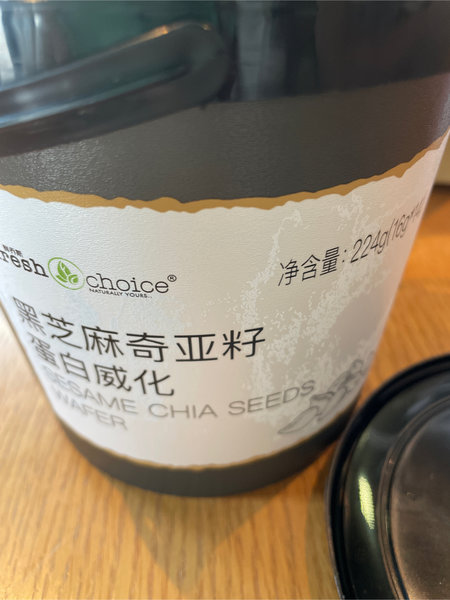 fresh choice®
NATURALLY YOURS...
净含量：224g(16g*14
黑芝麻奇亚籽
蛋白威化
SESAME CHIA SEEDS
WAFER